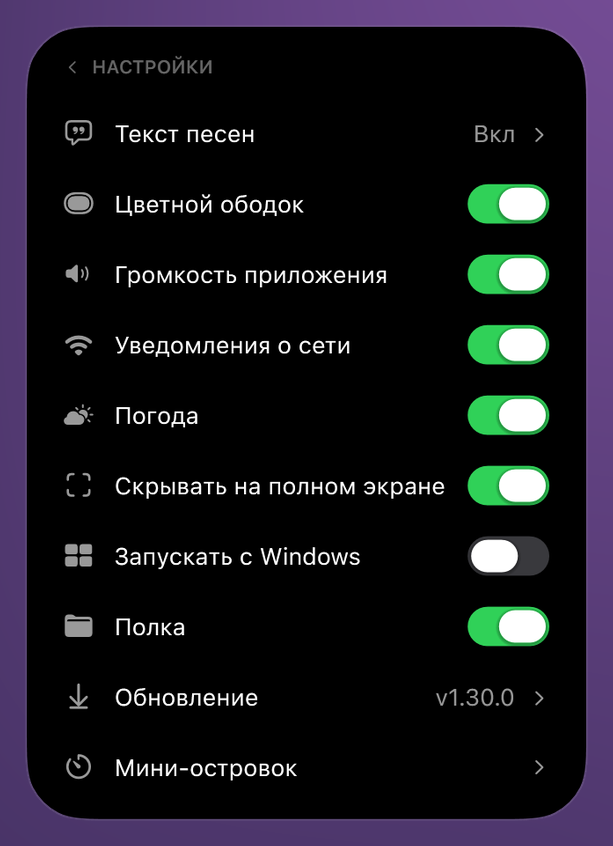 НАСТРОЙКИ
Текст песен Вкл
Цветной ободок
Громкость приложения
Уведомления о сети
Погода
Скрывать на полном экране
Запускать с Windows
Полка
Обновление v1.30.0
Мини-островок